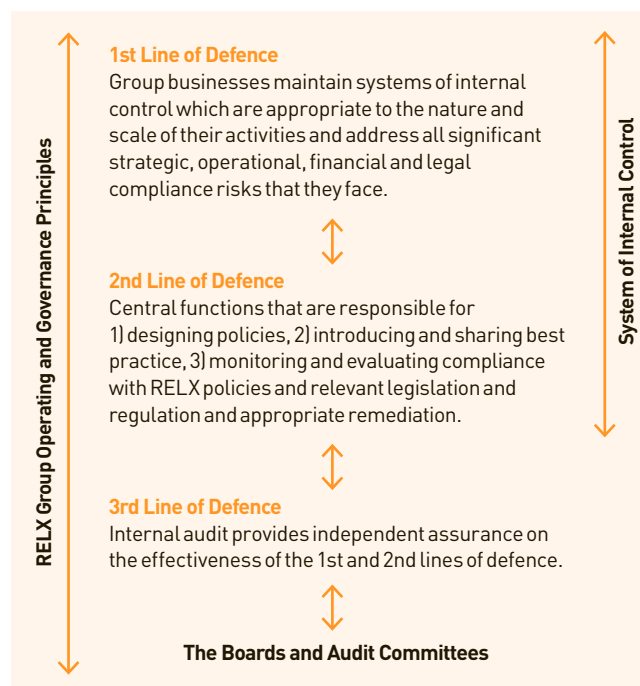 1st Line of Defence
Group businesses maintain systems of internal
control which are appropriate to the nature and
scale of their activities and address all significant
strategic, operational, financial and legal
compliance risks that they face.
2nd Line of Defence
Central functions that are responsible for
1) designing policies, 2) introducing and sharing best
practice, 3) monitoring and evaluating compliance
with RELX policies and relevant legislation and
regulation and appropriate remediation.
3rd Line of Defence
Internal audit provides independent assurance on
the effectiveness of the 1st and 2nd lines of defence.
The Boards and Audit Committees
RELX Group Operating and Governance Principles
System of Internal Control